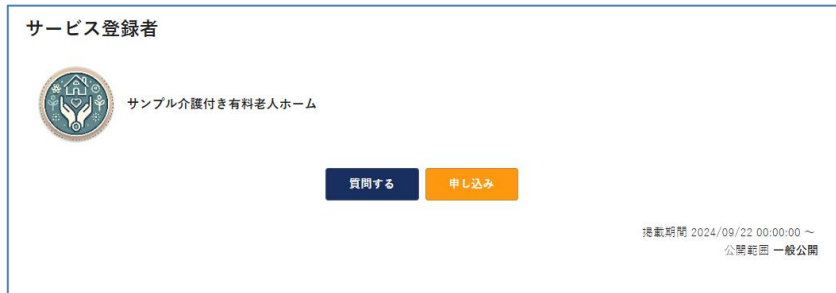 サービス登録者
サンプル介護付き有料老人ホーム
質問する
申し込み
掲載期間 2024/09/22 00:00:00 ～
公開範囲 一般公開